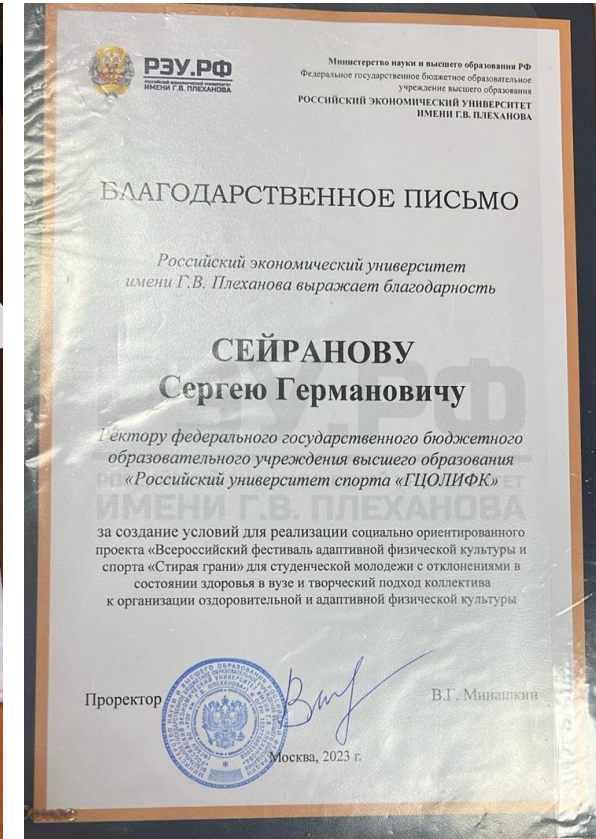 РЭУ.РФ
РОССИЙСКИЙ ЭКОНОМИЧЕСКИЙ УНИВЕРСИТЕТ
ИМЕНИ Г.В. ПЛЕХАНОВА
Министерство науки и высшего образования РФ
Федеральное государственное бюджетное образовательное
учреждение высшего образования
РОССИЙСКИЙ ЭКОНОМИЧЕСКИЙ УНИВЕРСИТЕТ
ИМЕНИ Г.В. ПЛЕХАНОВА
БЛАГОДАРСТВЕННОЕ ПИСЬМО
Российский экономический университет
имени Г.В. Плеханова выражает благодарность
СЕЙРАНОВУ
Сергею Германовичу
Ректору федерального государственного бюджетного
образовательного учреждения высшего образования
«Российский университет спорта «ГЦОЛИФК»
за создание условий для реализации социально ориентированного
проекта «Всероссийский фестиваль адаптивной физической культуры и
спорта «Стирая грани» для студенческой молодежи с отклонениями в
состоянии здоровья в вузе и творческий подход коллектива
к организации оздоровительной и адаптивной физической культуры
Проректор
В.Г. Минашкин
Москва, 2023 г.